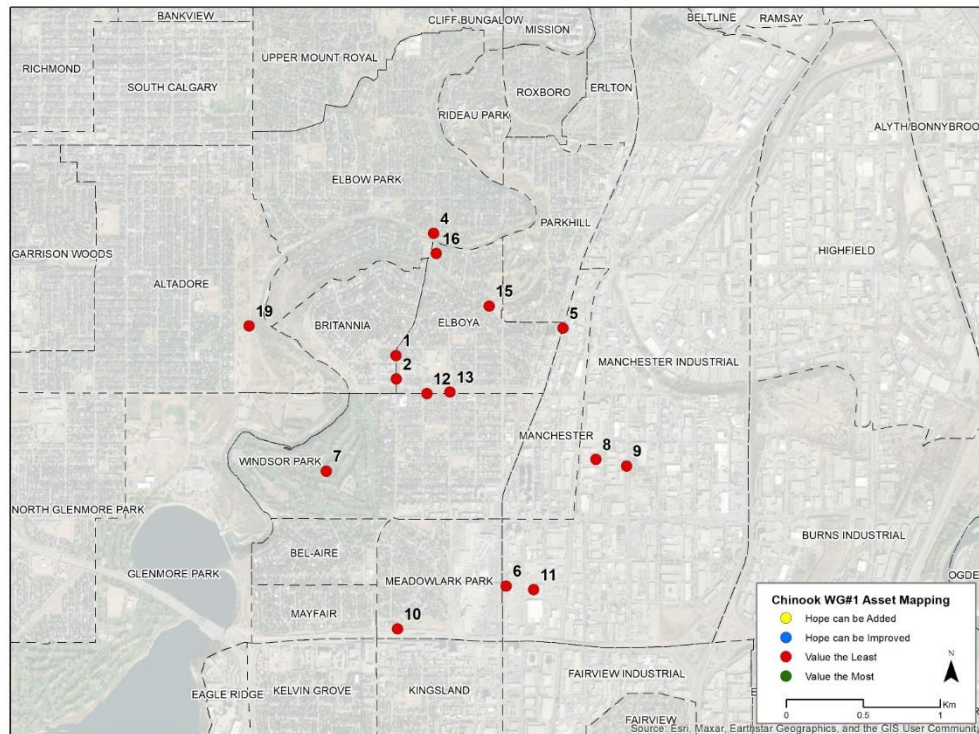 BANKVIEW
CLIFF BUNGALOW
MISSION
BELTLINE
RAMSAY
RICHMOND
UPPER MOUNT ROYAL
SOUTH CALGARY
ROXBORO
ERLTON
RIDEAU PARK
ALYTH/BONNYBROO
ELBOW PARK
PARKHILL
4
16
GARRISON WOODS
HIGHFIELD
ALTADORE
15
19
BRITANNIA
ELBOYA
5
1
MANCHESTER INDUSTRIAL
2
12
13
MANCHESTER
8
9
WINDSOR PARK
7
NORTH GLENMORE PARK
BURNS INDUSTRIAL
BEL-AIRE
GLENMORE PARK
MEADOWLARK PARK
6
11
OGDE
MAYFAIR
10
Chinook WG#1 Asset Mapping
Hope can be Added
Hope can be Improved
Value the Least
Value the Most
N
Km
0
0.5
1
FAIRVIEW INDUSTRIAL
EAGLE RIDGE
KELVIN GROVE
KINGSLAND
FAIRVIEW
Source: Esri, Maxar, Earthstar Geographics, and the GIS User Communit